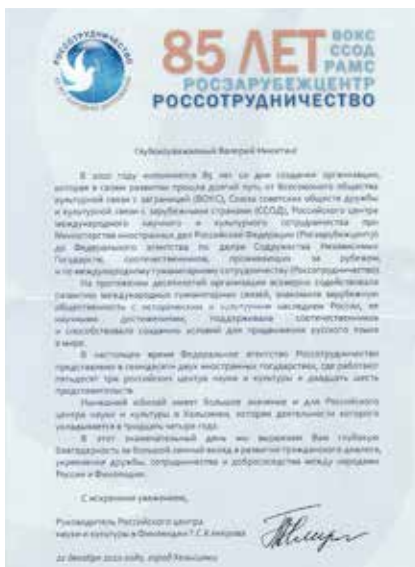 РОССОТРУДНИЧЕСТВО
85 ЛЕТ
ВОКС
ССОД
РАМС
РОСЗАРУБЕЖЦЕНТР
РОССОТРУДНИЧЕСТВО
Глубокоуважаемый Валерий Никитич!
В году исполняется 85 лет со дня создания организации,
которая в своем развитии прошла долгий путь от Всесоюзного общества
культурной связи с заграницей (ВОКС), Союза советских обществ дружбы
и культурной связи с зарубежными странами (ССОД), Российского центра
международного научного и культурного сотрудничества при
Министерстве иностранных дел Российской Федерации (Росзарубежцентр)
до Федерального агентства по делам Содружества Независимых
Государств, соотечественников, проживающих за рубежом,
и по международному гуманитарному сотрудничеству (Россотрудничество).
На протяжении десятилетий организация всемерно содействовала
развитию международных гуманитарных связей, знакомила зарубежную
общественность с историческим и культурным наследием России, ее
научными достижениями, поддерживала соотечественников
и способствовала созданию условий для продвижения русского языка
в мире.
В настоящее время Федеральное агентство Россотрудничество
представлено в семидесяти двух иностранных государствах, где работают
пятьдесят три российских центра науки и культуры и двадцать шесть
представительств.
Нынешний юбилей имеет большое значение и для Российского
центра науки и культуры в Хельсинки, история деятельности которого
укладывается в тридцать четыре года.
В этот знаменательный день мы выражаем Вам глубокую
благодарность за большой личный вклад в развитие гражданского диалога,
укрепление дружбы, сотрудничества и добрососедства между народами
России и Финляндии.
С искренним уважением,
Руководитель Российского центра
науки и культуры в Финляндии Т.С.Клеерова
декабря года, город Хельсинки